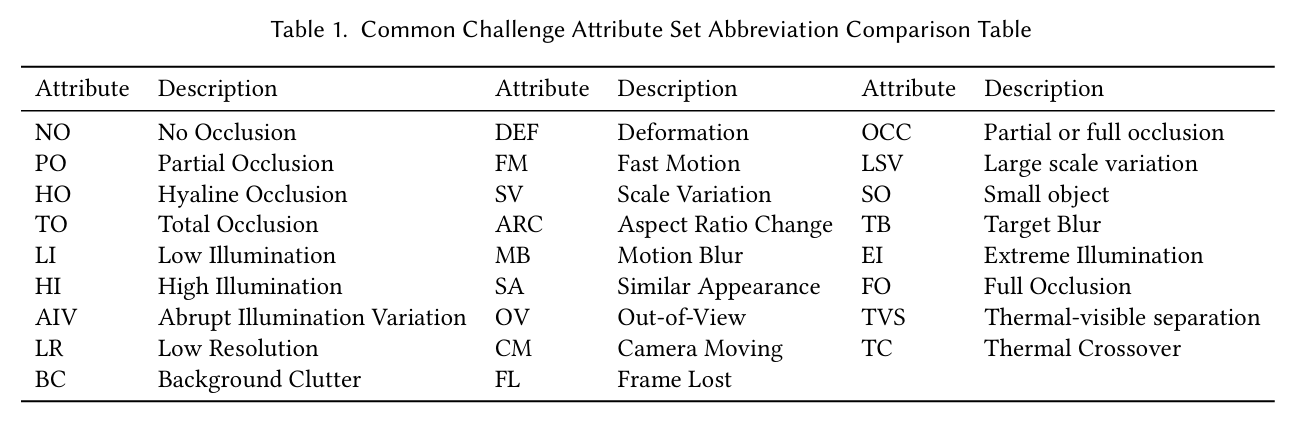 Table 1. Common Challenge Attribute Set Abbreviation Comparison Table
Attribute Description Attribute Description Attribute Description
NO No Occlusion DEF Deformation OCC Partial or full occlusion
PO Partial Occlusion FM Fast Motion LSV Large scale variation
HO Hyaline Occlusion SV Scale Variation SO Small object
TO Total Occlusion ARC Aspect Ratio Change TB Target Blur
LI Low Illumination MB Motion Blur EI Extreme Illumination
HI High Illumination SA Similar Appearance FO Full Occlusion
AIV Abrupt Illumination Variation OV Out-of-View TVS Thermal-visible separation
LR Low Resolution CM Camera Moving TC Thermal Crossover
BC Background Clutter FL Frame Lost